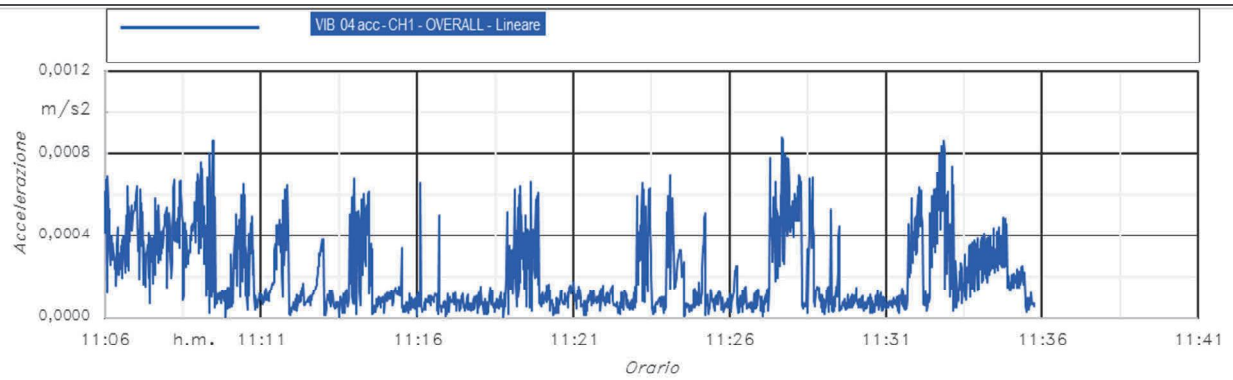 VIB 04 acc-CH1 - OVERALL - Lineare
0,0012
m/s2
0,0008
0,0004
0,0000
Accelerazione
11:06 h.m. 11:11 11:16 11:21 11:26 11:31 11:36 11:41
Orario